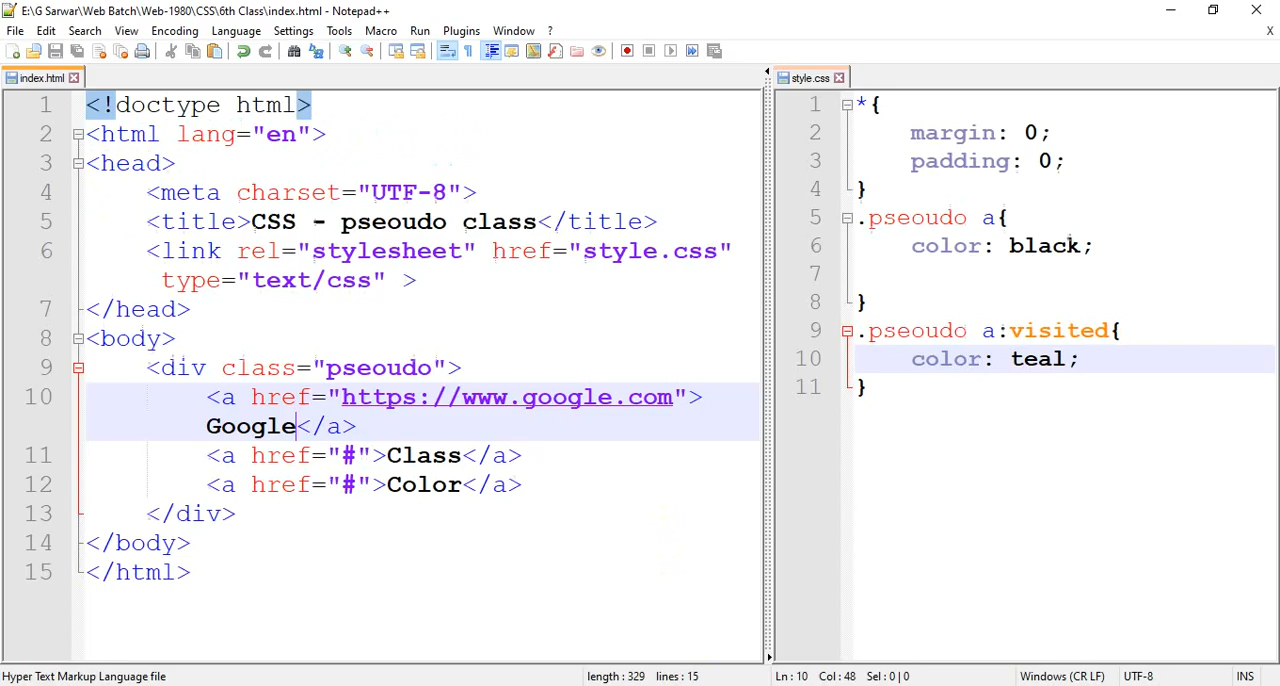 E:\G Sarwar\Web Batch\Web-1980\CSS\6th Class\index.html - Notepad++
File Edit Search View Encoding Language Settings Tools Macro Run Plugins Window ? X
index.html
1 <!doctype html>
2 <html lang="en">
3 <head>
4 <meta charset="UTF-8">
5 <title>CSS - pseoudo class</title>
6 <link rel="stylesheet" href="style.css"
type="text/css" >
7 </head>
8 <body>
9 <div class="pseoudo">
10 <a href="https://www.google.com">
Google</a>
11 <a href="#">Class</a>
12 <a href="#">Color</a>
13 </div>
14 </body>
15 </html>
style.css
1 *{
2 margin: 0;
3 padding: 0;
4 }
5 .pseoudo a{
6 color: black;
7
8 }
9 .pseoudo a:visited{
10 color: teal;
11 }
Hyper Text Markup Language file length : 329 lines : 15 Ln : 10 Col : 48 Sel : 0 | 0 Windows (CR LF) UTF-8 INS